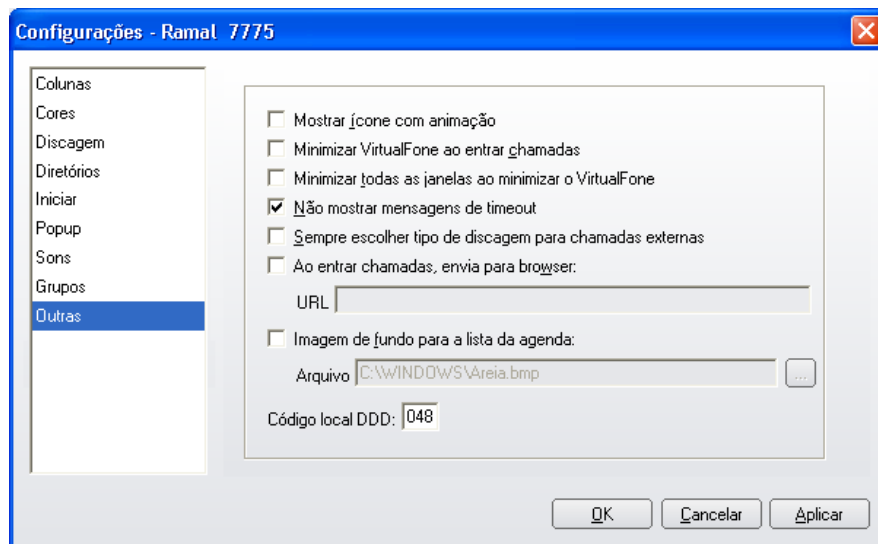 Configurações - Ramal 7775
Colunas
Cores
Discagem
Diretórios
Iniciar
Popup
Sons
Grupos
Outras
Mostrar ícone com animação
Minimizar VirtualFone ao entrar chamadas
Minimizar todas as janelas ao minimizar o VirtualFone
Não mostrar mensagens de timeout
Sempre escolher tipo de discagem para chamadas externas
Ao entrar chamadas, envia para browser:
URL
Imagem de fundo para a lista da agenda:
Arquivo C:\WINDOWS\Areia.bmp ...
Código local DDD: 048
OK Cancelar Aplicar